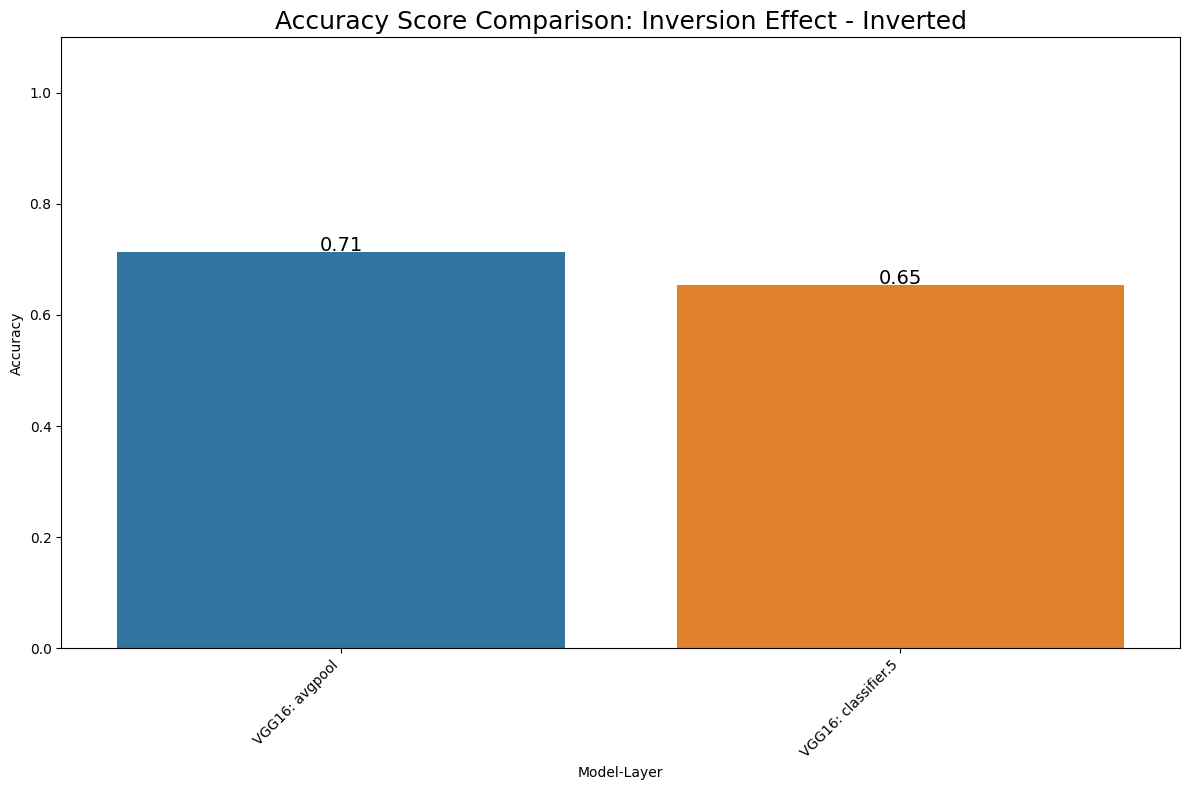 Accuracy Score Comparison: Inversion Effect - Inverted
1.0
0.8
0.6
0.4
0.2
0.0
Accuracy
0.71
0.65
VGG16: avgpool
VGG16: classifier.5
Model-Layer